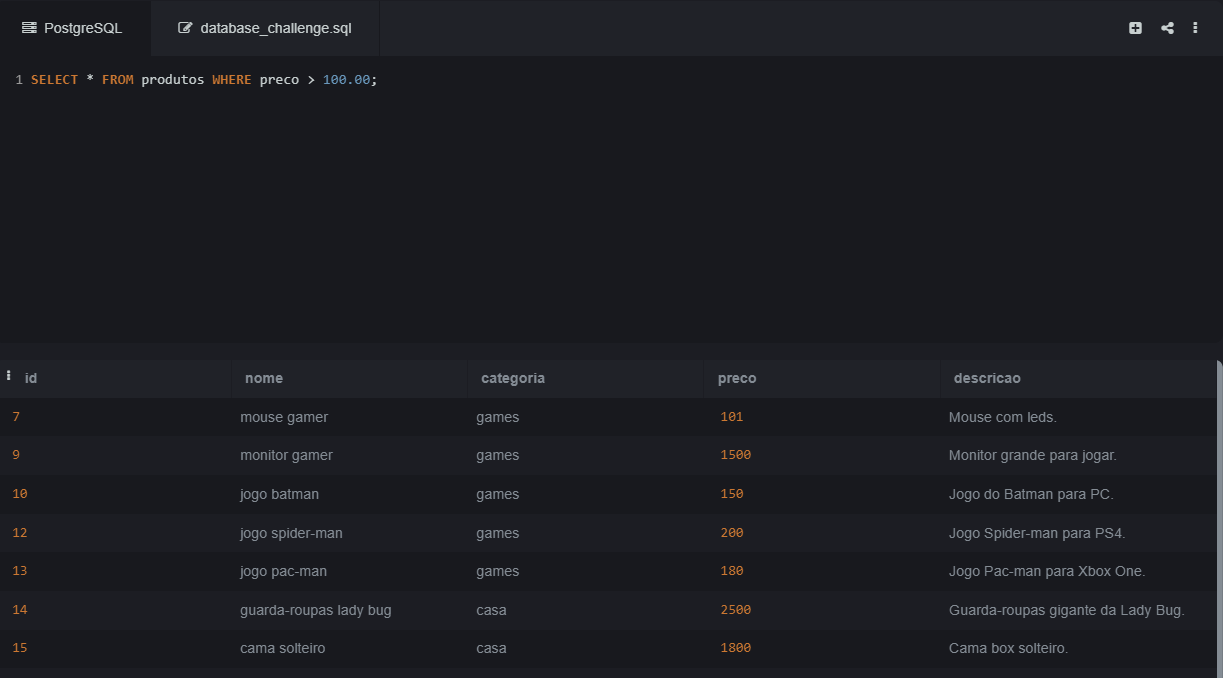 PostgreSQL database_challenge.sql
1 SELECT * FROM produtos WHERE preco > 100.00;
id nome categoria preco descricao
7 mouse gamer games 101 Mouse com leds.
9 monitor gamer games 1500 Monitor grande para jogar.
10 jogo batman games 150 Jogo do Batman para PC.
12 jogo spider-man games 200 Jogo Spider-man para PS4.
13 jogo pac-man games 180 Jogo Pac-man para Xbox One.
14 guarda-roupas lady bug casa 2500 Guarda-roupas gigante da Lady Bug.
15 cama solteiro casa 1800 Cama box solteiro.